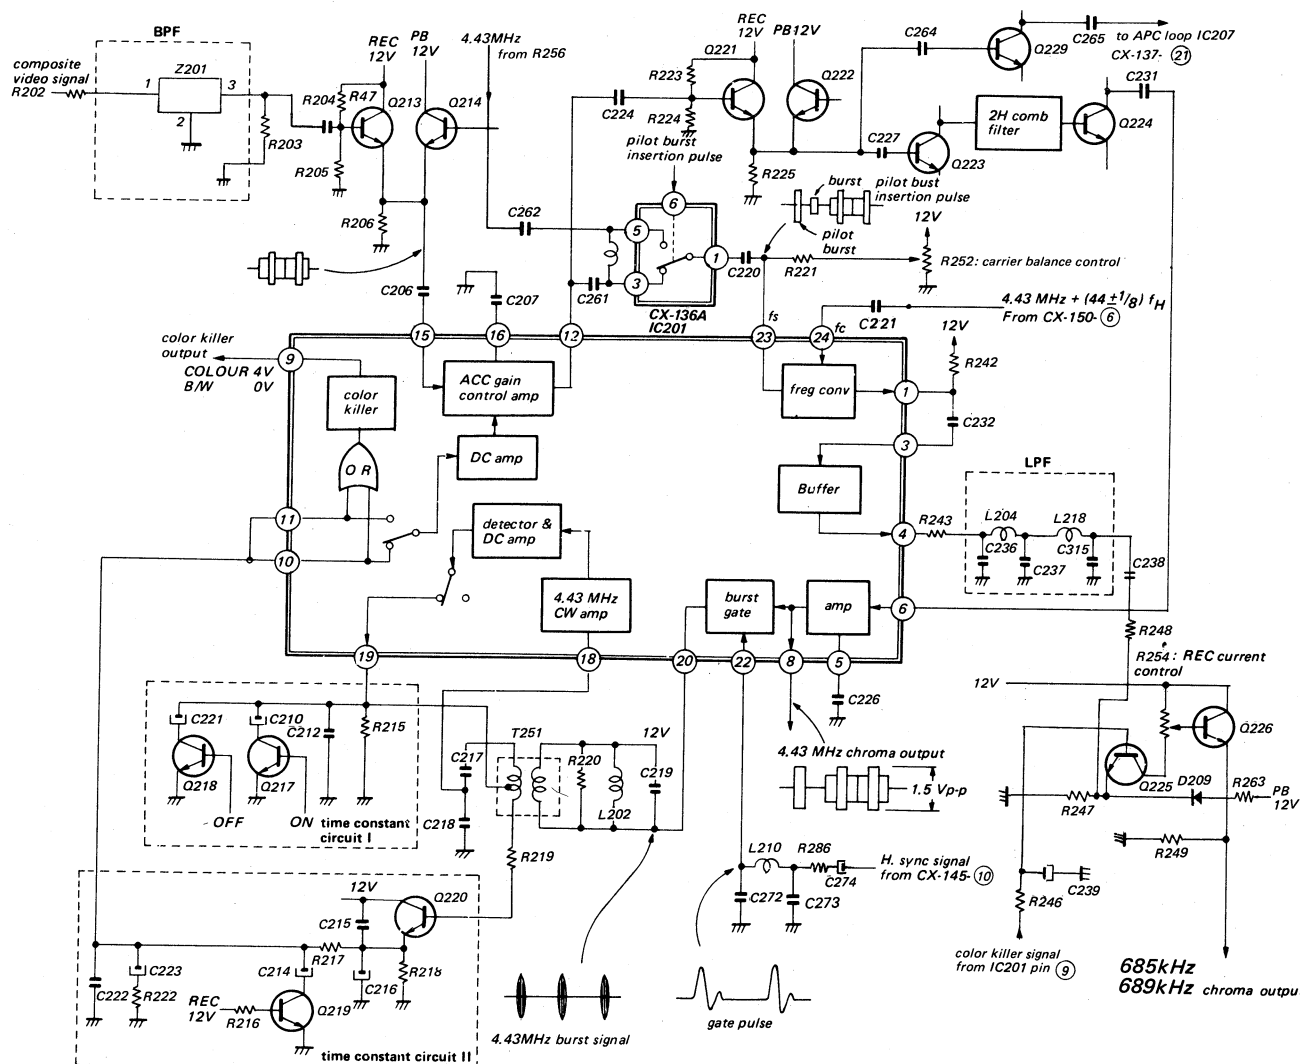 BPF
composite
video signal
R202
Z201
1
3
2
R203
R204
R47
REC
12V
Q213
PB
12V
Q214
R205
R206
4.43MHz
from R256
C262
C206
C207
C224
R223
R224
REC
12V
Q221
PB12V
Q222
R225
C264
Q229
C265
to APC loop IC207
CX-137- 21
C231
C227
Q223
2H comb
filter
Q224
pilot burst
insertion pulse
6
5
3
1
C261
CX-136A
IC201
C220
burst
pilot bust
insertion pulse
pilot
burst
R221
12V
R252: carrier balance control
4.43 MHz + (44 ±1/8) fH
From CX-150- 6
C221
fs
fc
15
16
12
23
24
color killer
output
COLOUR 4V
B/W 0V
9
color
killer
OR
ACC gain
control amp
DC amp
detector &
DC amp
4.43 MHz
CW amp
freg conv
Buffer
burst
gate
amp
11
10
1
3
4
6
12V
R242
C232
R243
LPF
L204
L218
C236
C237
C315
C238
R248
19
18
20
22
8
5
C226
R254: REC current
control
12V
Q226
Q225
D209
R263
PB
12V
R247
R249
C239
R246
color killer signal
from IC201 pin 9
685kHz
689kHz chroma outpu
C221
C210
C212
R215
Q218
Q217
OFF
ON
time constant
circuit I
C217
C218
T251
R220
L202
12V
C219
R219
4.43 MHz chroma output
1.5 Vp-p
L210
R286
C274
H. sync signal
from CX-145- 10
C272
C273
gate pulse
4.43MHz burst signal
12V
Q220
C215
R217
C216
R218
C214
C223
C222
R222
REC
12V
R216
Q219
time constant circuit II